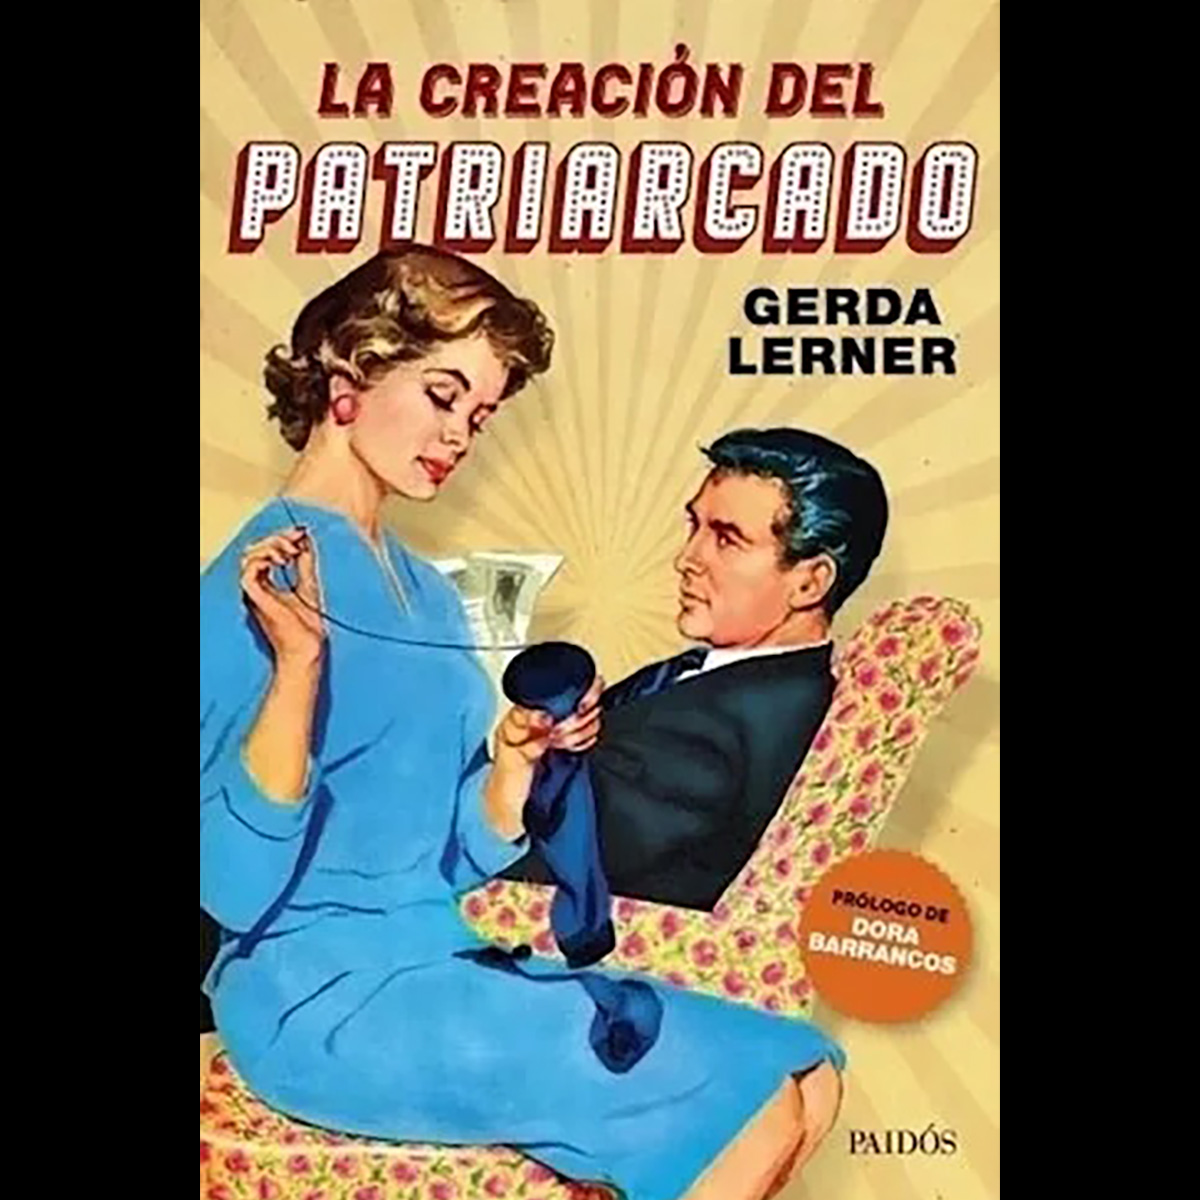 LA CREACIÓN DEL
PATRIARCADO
GERDA
LERNER
PRÓLOGO DE
DORA
BARRANCOS
PAIDÓS